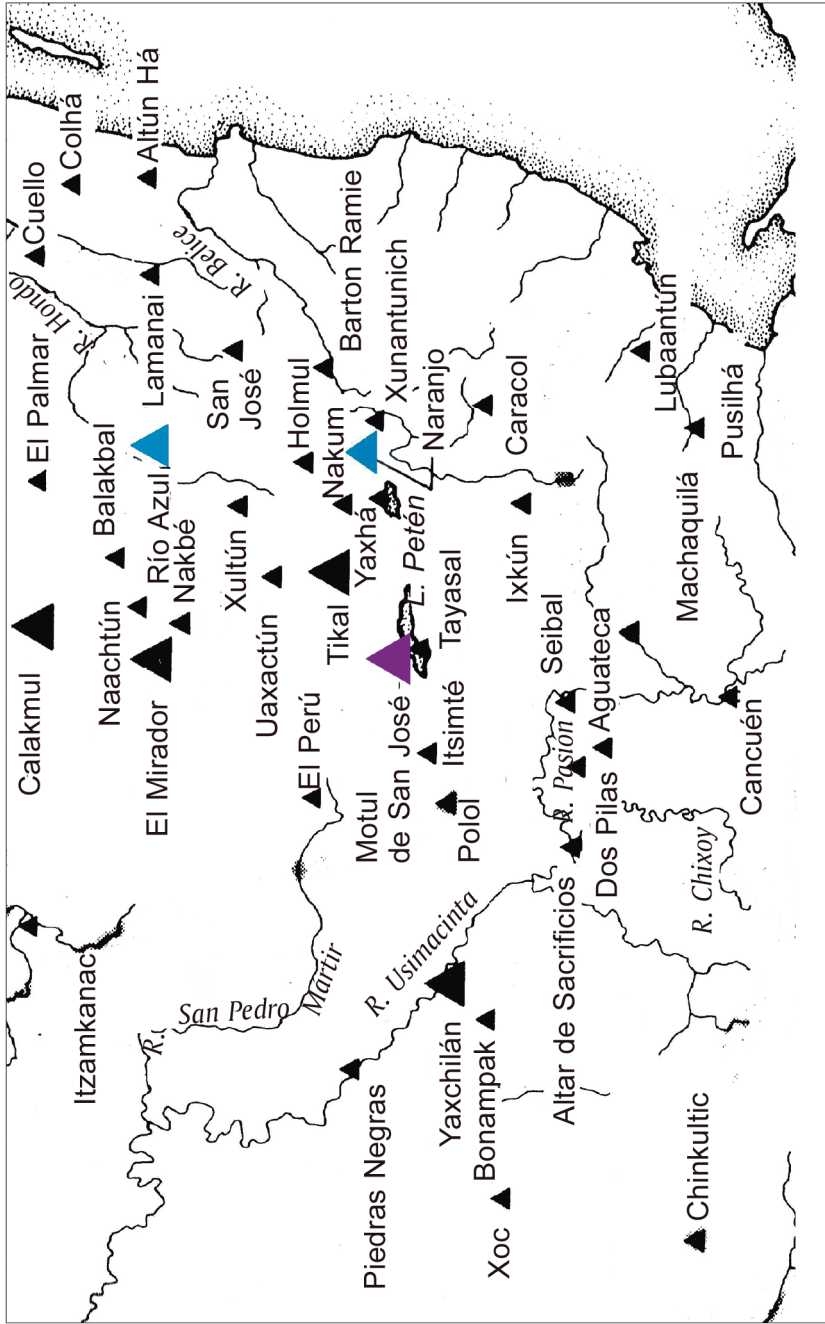 Calakmul
El Palmar
Cuello
Colhá
R. Hondo
Itzamkanac
Naachtún
Balakbal
El Mirador
Río Azul
Nakbé
Lamanai
Altún Há
R. Belice
R. San Pedro Mártir
Xultún
San
José
Uaxactún
Holmul
Barton Ramie
El Perú
Tikal
Nakum
Xunantunich
Yaxhá
Naranjo
Piedras Negras
Motul
de San José
L. Petén
Tayasal
Itsimté
Polol
R. Usimacinta
Yaxchilán
Bonampak
Xoc
Caracol
Ixkún
Seibal
R. Pasion
Aguateca
Altar de Sacrificios
Dos Pilas
Machaquilá
Lubaantún
Pusilhá
Cancuén
R. Chixoy
Chinkultic